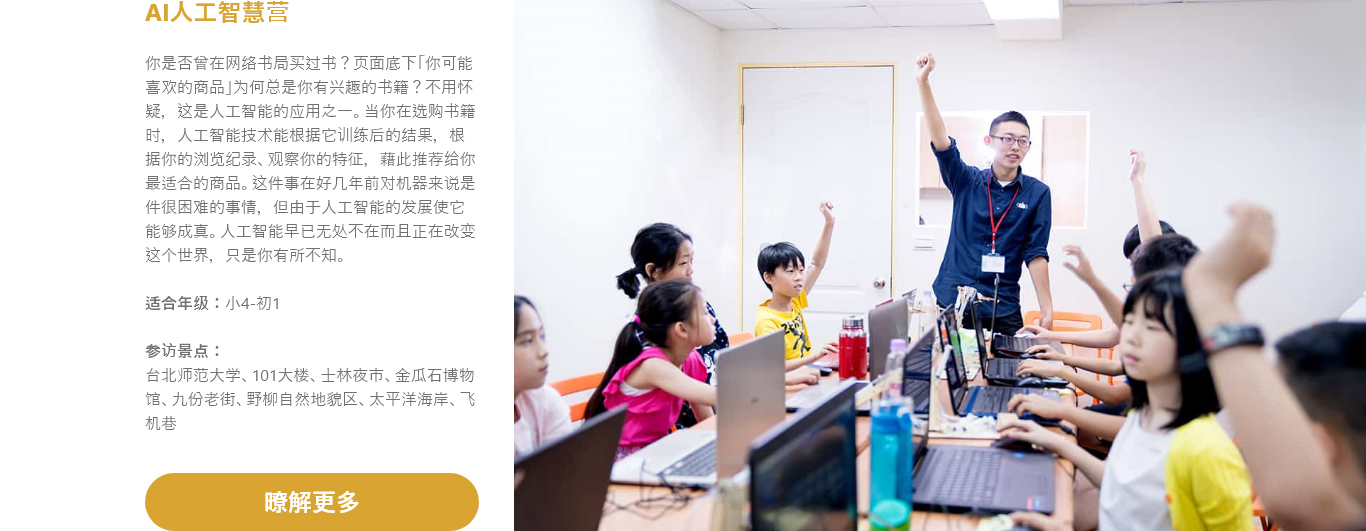 AI人工智慧营
你是否曾在网络书局买过书？页面底下「你可能
喜欢的商品」为何总是你有兴趣的书籍？不用怀
疑，这是人工智能的应用之一。当你在选购书籍
时，人工智能技术能根据它训练后的结果，根
据你的浏览纪录、观察你的特征，藉此推荐给你
最适合的商品。这件事在好几年前对机器来说是
件很困难的事情，但由于人工智能的发展使它
能够成真。人工智能早已无处不在而且正在改变
这个世界，只是你有所不知。
适合年级：小4-初1
参访景点：
台北师范大学、101大楼、士林夜市、金瓜石博物
馆、九份老街、野柳自然地貌区、太平洋海岸、飞
机巷
瞭解更多